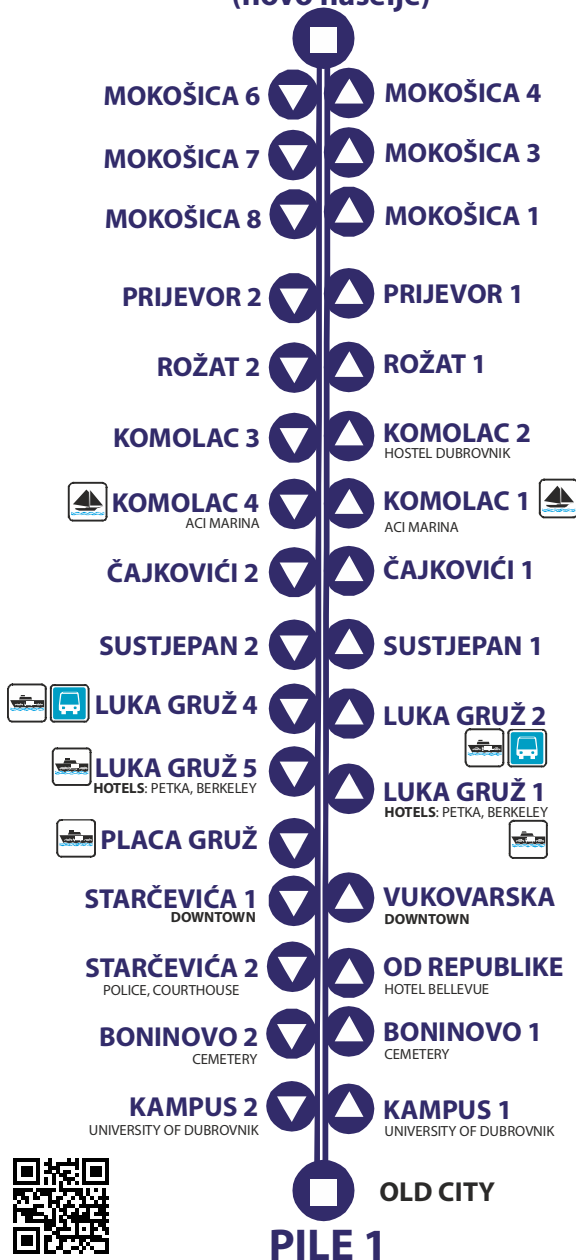 (novo naselje)
MOKOŠICA 6
MOKOŠICA 4
MOKOŠICA 7
MOKOŠICA 3
MOKOŠICA 8
MOKOŠICA 1
PRIJEVOR 2
PRIJEVOR 1
ROŽAT 2
ROŽAT 1
KOMOLAC 3
KOMOLAC 2
HOSTEL DUBROVNIK
KOMOLAC 4
ACI MARINA
KOMOLAC 1
ACI MARINA
ČAJKOVIĆI 2
ČAJKOVIĆI 1
SUSTJEPAN 2
SUSTJEPAN 1
LUKA GRUŽ 4
LUKA GRUŽ 2
LUKA GRUŽ 5
HOTELS: PETKA, BERKELEY
LUKA GRUŽ 1
HOTELS: PETKA, BERKELEY
PLACA GRUŽ
STARČEVIĆA 1
DOWNTOWN
VUKOVARSKA
DOWNTOWN
STARČEVIĆA 2
POLICE, COURTHOUSE
OD REPUBLIKE
HOTEL BELLEVUE
BONINOVO 2
CEMETERY
BONINOVO 1
CEMETERY
KAMPUS 2
UNIVERSITY OF DUBROVNIK
KAMPUS 1
UNIVERSITY OF DUBROVNIK
OLD CITY
PILE 1